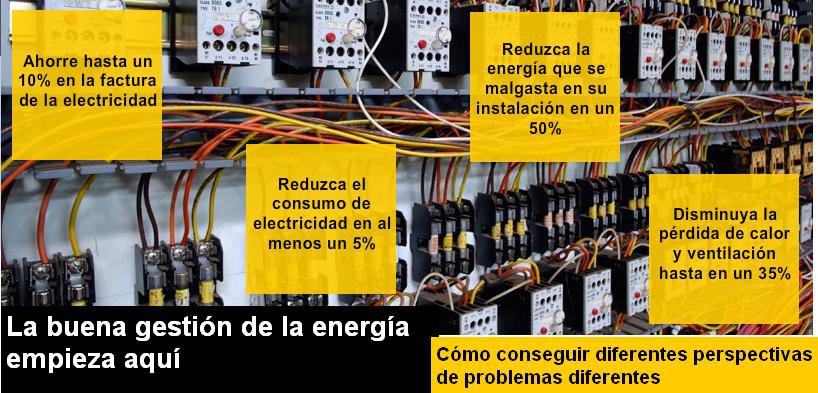 Ahorre hasta un
10% en la factura
de la electricidad
Reduzca la
energía que se
malgasta en su
instalación en un
50%
Reduzca el
consumo de
electricidad en al
menos un 5%
Disminuya la
pérdida de calor
y ventilación
hasta en un 35%
La buena gestión de la energía
empieza aquí
Cómo conseguir diferentes perspectivas
de problemas diferentes